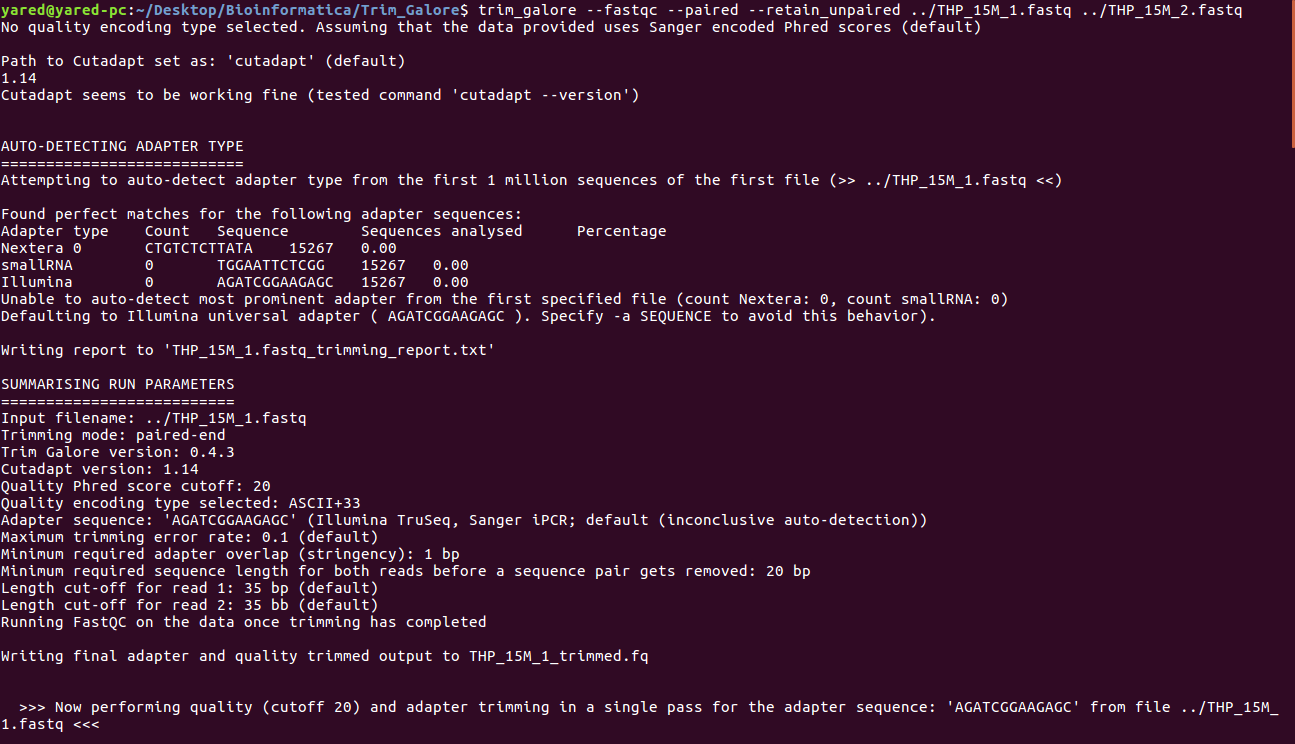 yared@yared-pc:~/Desktop/Bioinformatica/Trim_Galore$ trim_galore --fastqc --paired --retain_unpaired ../THP_15M_1.fastq ../THP_15M_2.fastq
No quality encoding type selected. Assuming that the data provided uses Sanger encoded Phred scores (default)
Path to Cutadapt set as: 'cutadapt' (default)
1.14
Cutadapt seems to be working fine (tested command 'cutadapt --version')
AUTO-DETECTING ADAPTER TYPE
===========================
Attempting to auto-detect adapter type from the first 1 million sequences of the first file (>> ../THP_15M_1.fastq <<)
Found perfect matches for the following adapter sequences:
Adapter type	Count	Sequence	Sequences analysed	Percentage
Nextera	0	CTGTCTCTTATA	15267	0.00
smallRNA	0	TGGAATTCTCGG	15267	0.00
Illumina	0	AGATCGGAAGAGC	15267	0.00
Unable to auto-detect most prominent adapter from the first specified file (count Nextera: 0, count smallRNA: 0)
Defaulting to Illumina universal adapter ( AGATCGGAAGAGC ). Specify -a SEQUENCE to avoid this behavior).
Writing report to 'THP_15M_1.fastq_trimming_report.txt'
SUMMARISING RUN PARAMETERS
==========================
Input filename: ../THP_15M_1.fastq
Trimming mode: paired-end
Trim Galore version: 0.4.3
Cutadapt version: 1.14
Quality Phred score cutoff: 20
Quality encoding type selected: ASCII+33
Adapter sequence: 'AGATCGGAAGAGC' (Illumina TruSeq, Sanger iPCR; default (inconclusive auto-detection))
Maximum trimming error rate: 0.1 (default)
Minimum required adapter overlap (stringency): 1 bp
Minimum required sequence length for both reads before a sequence pair gets removed: 20 bp
Length cut-off for read 1: 35 bp (default)
Length cut-off for read 2: 35 bb (default)
Running FastQC on the data once trimming has completed
Writing final adapter and quality trimmed output to THP_15M_1_trimmed.fq
>>> Now performing quality (cutoff 20) and adapter trimming in a single pass for the adapter sequence: 'AGATCGGAAGAGC' from file ../THP_15M_
1.fastq <<<